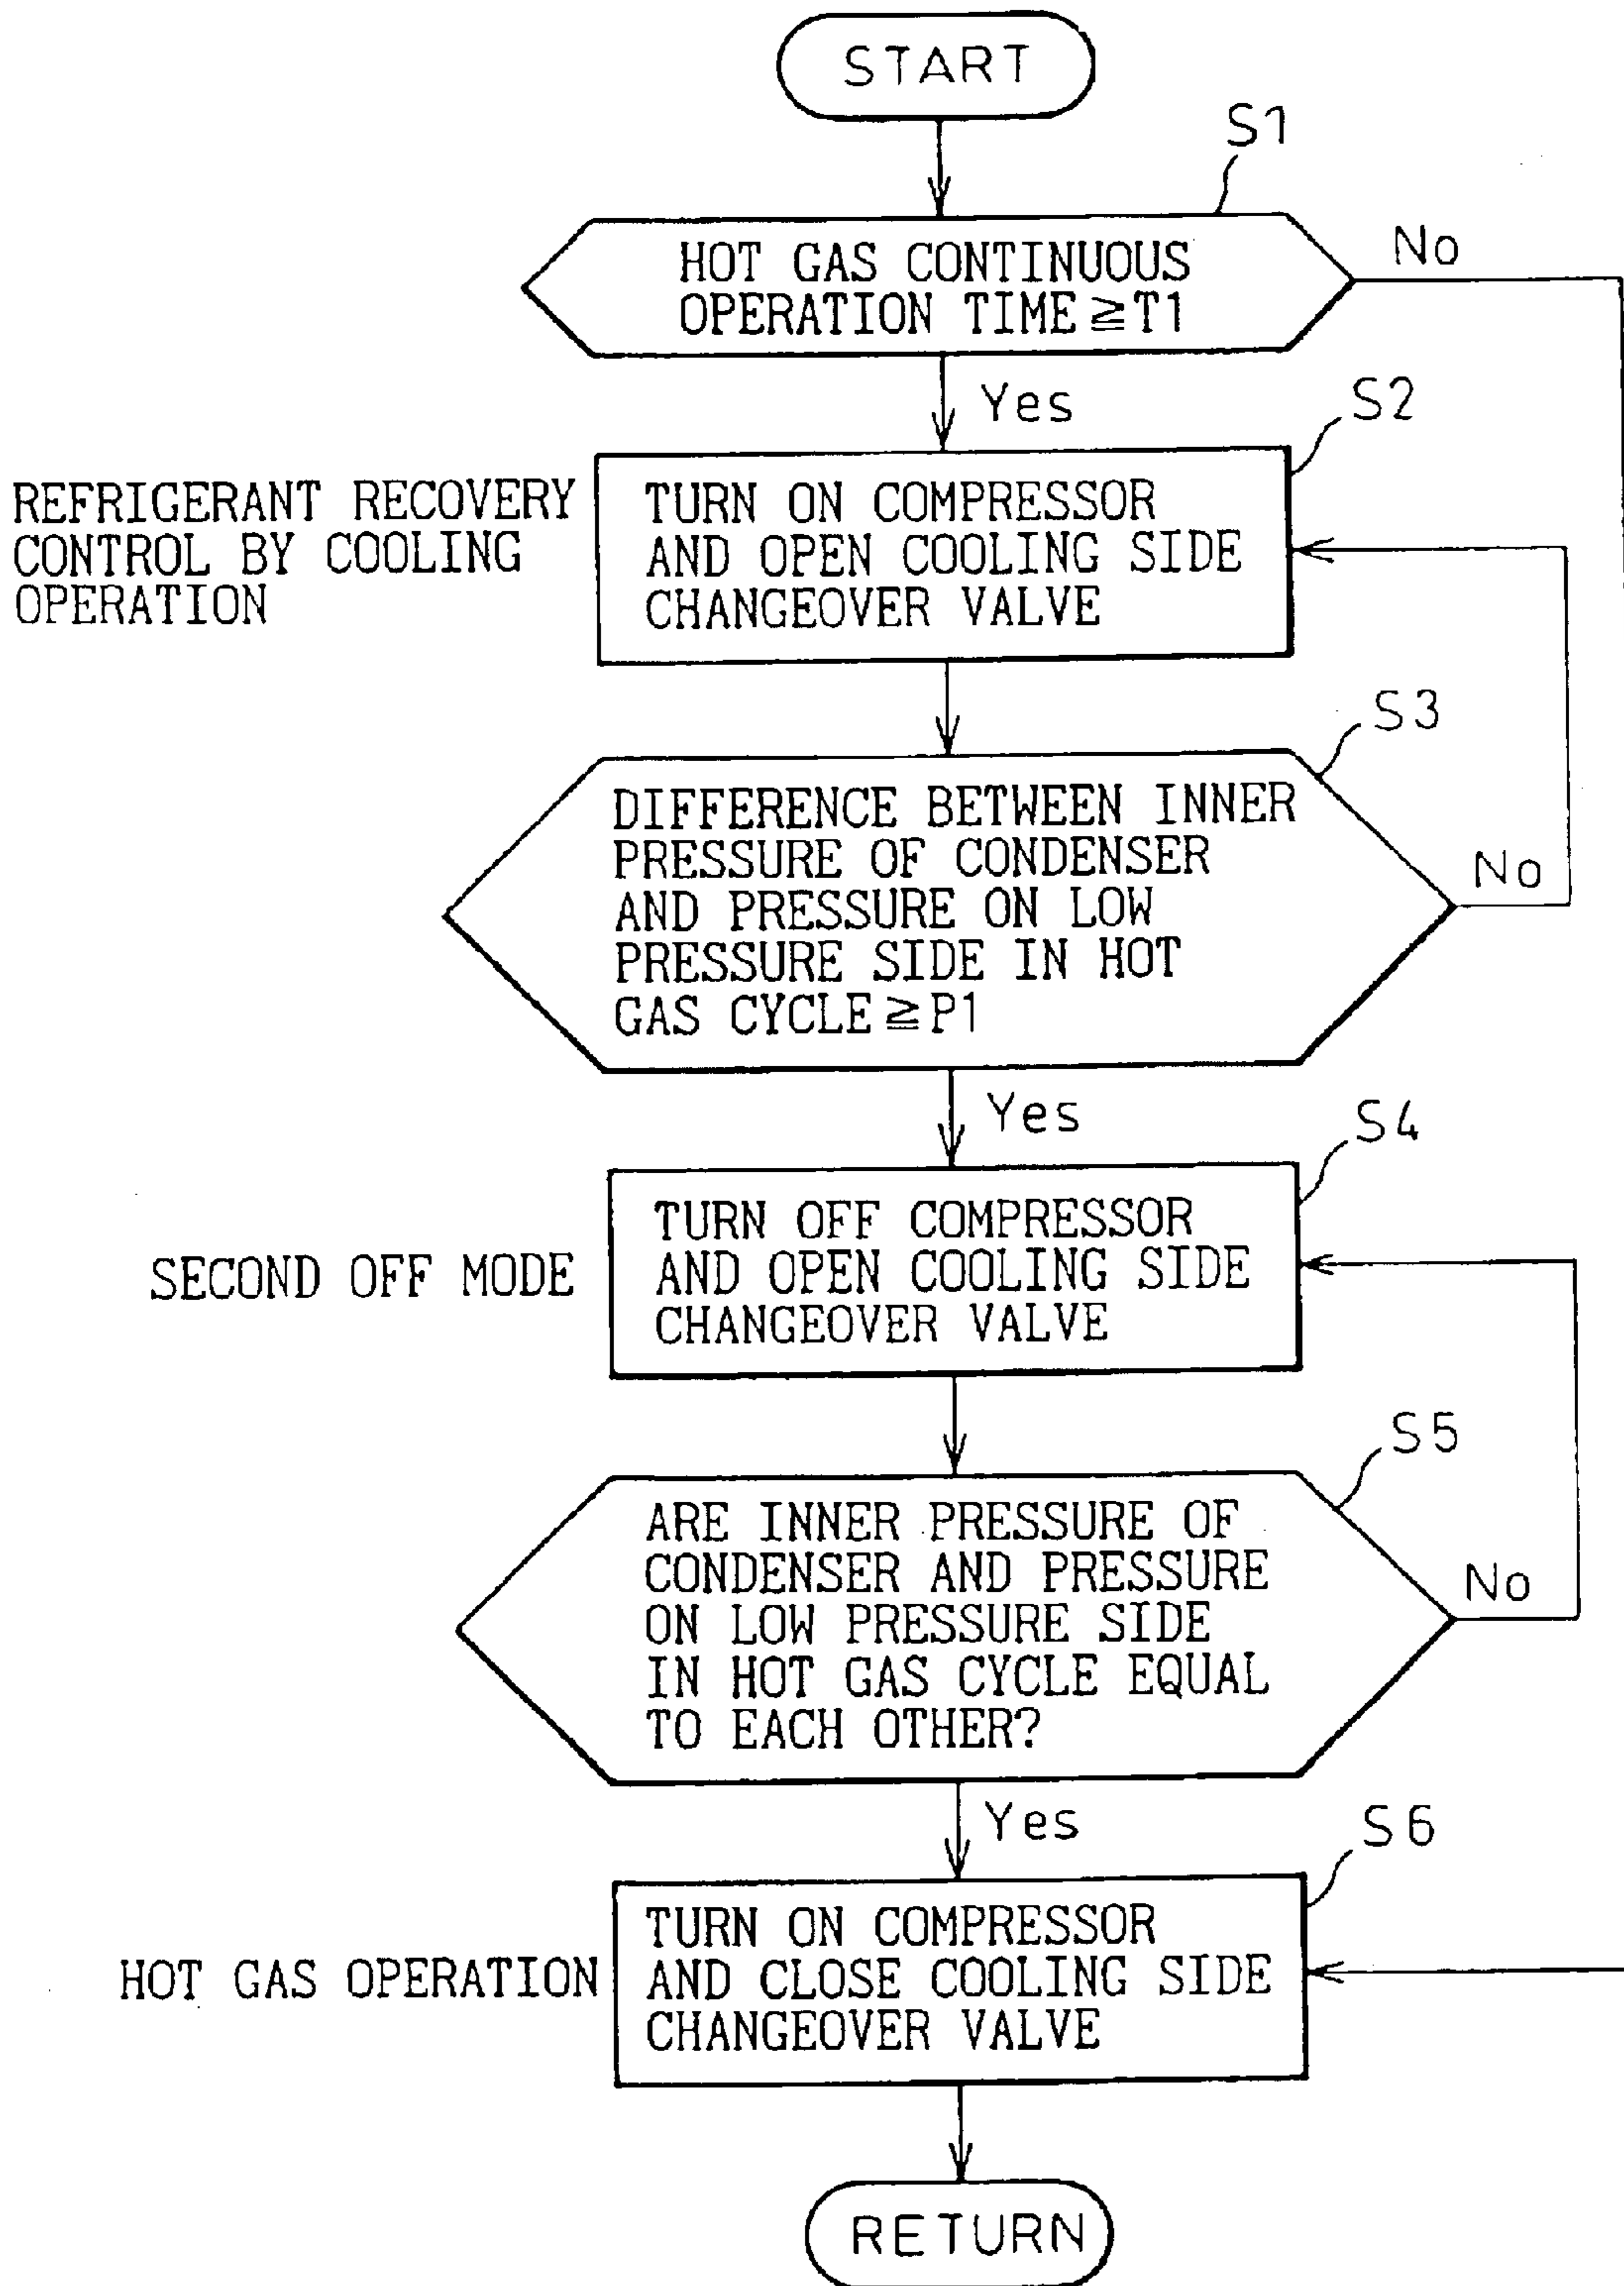 START
S1
HOT GAS CONTINUOUS
OPERATION TIME≧T1
No
Yes
S2
REFRIGERANT RECOVERY
CONTROL BY COOLING
OPERATION
TURN ON COMPRESSOR
AND OPEN COOLING SIDE
CHANGEOVER VALVE
S3
DIFFERENCE BETWEEN INNER
PRESSURE OF CONDENSER
AND PRESSURE ON LOW
PRESSURE SIDE IN HOT
GAS CYCLE≧P1
No
Yes
S4
SECOND OFF MODE
TURN OFF COMPRESSOR
AND OPEN COOLING SIDE
CHANGEOVER VALVE
S5
ARE INNER PRESSURE OF
CONDENSER AND PRESSURE
ON LOW PRESSURE SIDE
IN HOT GAS CYCLE EQUAL
TO EACH OTHER?
No
Yes
S6
HOT GAS OPERATION
TURN ON COMPRESSOR
AND CLOSE COOLING SIDE
CHANGEOVER VALVE
RETURN